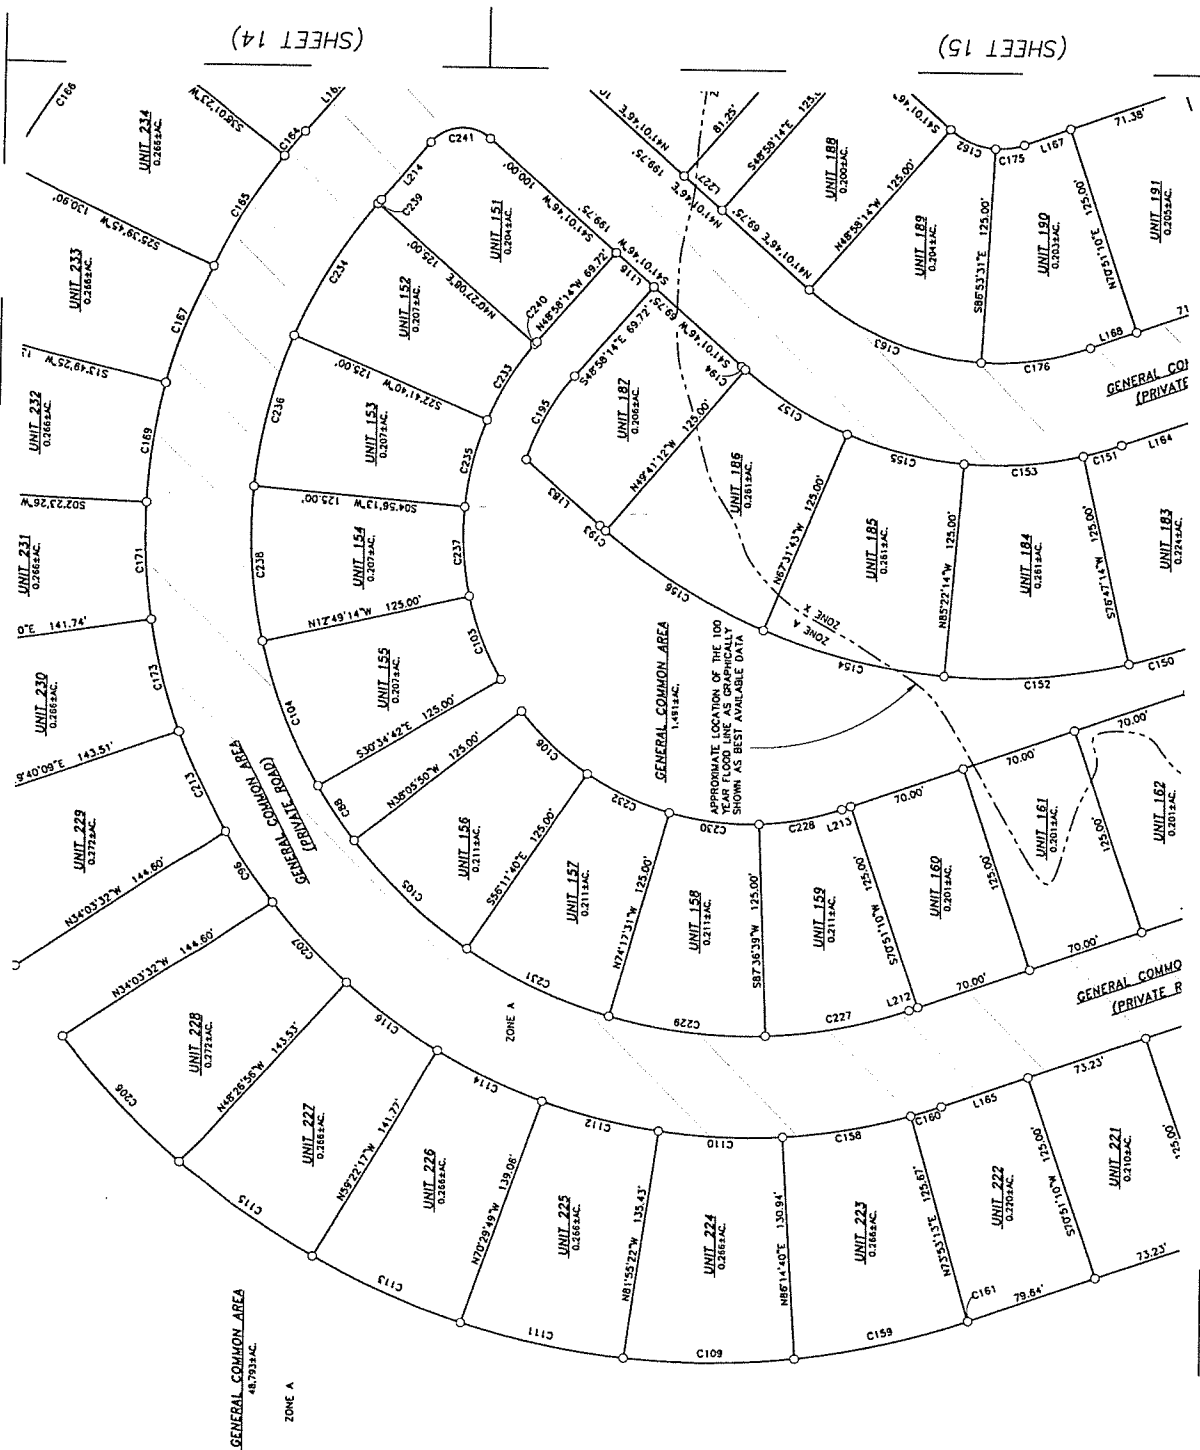 (SHEET 14)
(SHEET 15)
C166
UNIT 234
0.266±AC.
S38°01'23"W
C164
C165
S25°39'45"W 130.90'
UNIT 233
0.266±AC.
C167
S13°49'25"W
UNIT 232
0.266±AC.
C169
S02°23'26"W
UNIT 231
0.266±AC.
C171
0"E 141.74'
UNIT 230
0.266±AC.
C173
9°40'09"E 143.51'
UNIT 229
0.272±AC.
C213
N34°03'32"W 144.60'
C96
GENERAL COMMON AREA
(PRIVATE ROAD)
N34°03'32"W 144.60'
C207
UNIT 228
0.272±AC.
C206
N48°26'56"W 143.53'
C116
UNIT 227
0.266±AC.
C115
N59°22'17"W 141.77'
C114
UNIT 226
0.266±AC.
C113
N70°29'49"W 139.06'
C112
UNIT 225
0.266±AC.
C111
N81°55'22"W 135.43'
C110
UNIT 224
0.266±AC.
C109
N86°14'40"E 130.94'
C158
UNIT 223
0.266±AC.
C159
N73°53'13"E 125.67'
C160
C161
L165
UNIT 222
0.220±AC.
79.64'
S70°51'10"W 125.00'
73.23'
UNIT 221
0.210±AC.
73.23'
125.00'
GENERAL COMMON AREA
48.793±AC.
ZONE A
ZONE A
C241
L214
C239
100.00'
S41°01'46"W
199.75'
UNIT 151
0.204±AC.
C234
N40°27'08"E
125.00'
C240
N48°58'14"W 69.72'
L118
S41°01'46"W
UNIT 152
0.207±AC.
C233
S22°41'40"W
125.00'
C236
UNIT 153
0.207±AC.
C235
S04°56'13"W
125.00'
C238
UNIT 154
0.207±AC.
C237
N12°49'14"W 125.00'
UNIT 155
0.207±AC.
C103
C104
S30°34'42"E 125.00'
C88
N38°05'50"W 125.00'
C106
UNIT 156
0.211±AC.
C105
S56°11'40"E 125.00'
C232
UNIT 157
0.211±AC.
C231
N74°17'31"W 125.00'
C230
UNIT 158
0.211±AC.
C229
S87°36'39"W 125.00'
C228
L213
UNIT 159
0.211±AC.
C227
S70°51'10"W
125.00'
L212
70.00'
UNIT 160
0.201±AC.
70.00'
125.00'
70.00'
UNIT 161
0.201±AC.
70.00'
125.00'
70.00'
UNIT 162
0.201±AC.
GENERAL COMMO
(PRIVATE R
GENERAL COMMON AREA
1.491±AC.
APPROXIMATE LOCATION OF THE 100
YEAR FLOOD LINE AS GRAPHICALLY
SHOWN AS BEST AVAILABLE DATA
ZONE A
ZONE X
S48°58'14"E 69.72'
69.75'
S41°01'46"W
C194
C195
UNIT 187
0.206±AC.
L183
C193
N49°41'12"W 125.00'
C157
UNIT 186
0.261±AC.
C156
N67°31'43"W 125.00'
C155
UNIT 185
0.261±AC.
C154
N85°22'14"W 125.00'
C153
UNIT 184
0.261±AC.
C152
S76°47'14"W 125.00'
C151
L164
UNIT 183
0.224±AC.
C150
N41°01'46"E
199.75'
81.25'
L227
N41°01'46"E 69.75'
S48°58'14"E
UNIT 188
0.200±AC.
N41°01'46"E
S41°01'46"
N48°58'14"W 125.00'
C162
C175
L167
71.38'
UNIT 189
0.204±AC.
C163
S86°53'31"E 125.00'
UNIT 190
0.203±AC.
C176
N70°51'10"E 125.00'
L168
UNIT 191
0.205±AC.
GENERAL CO
(PRIVATE